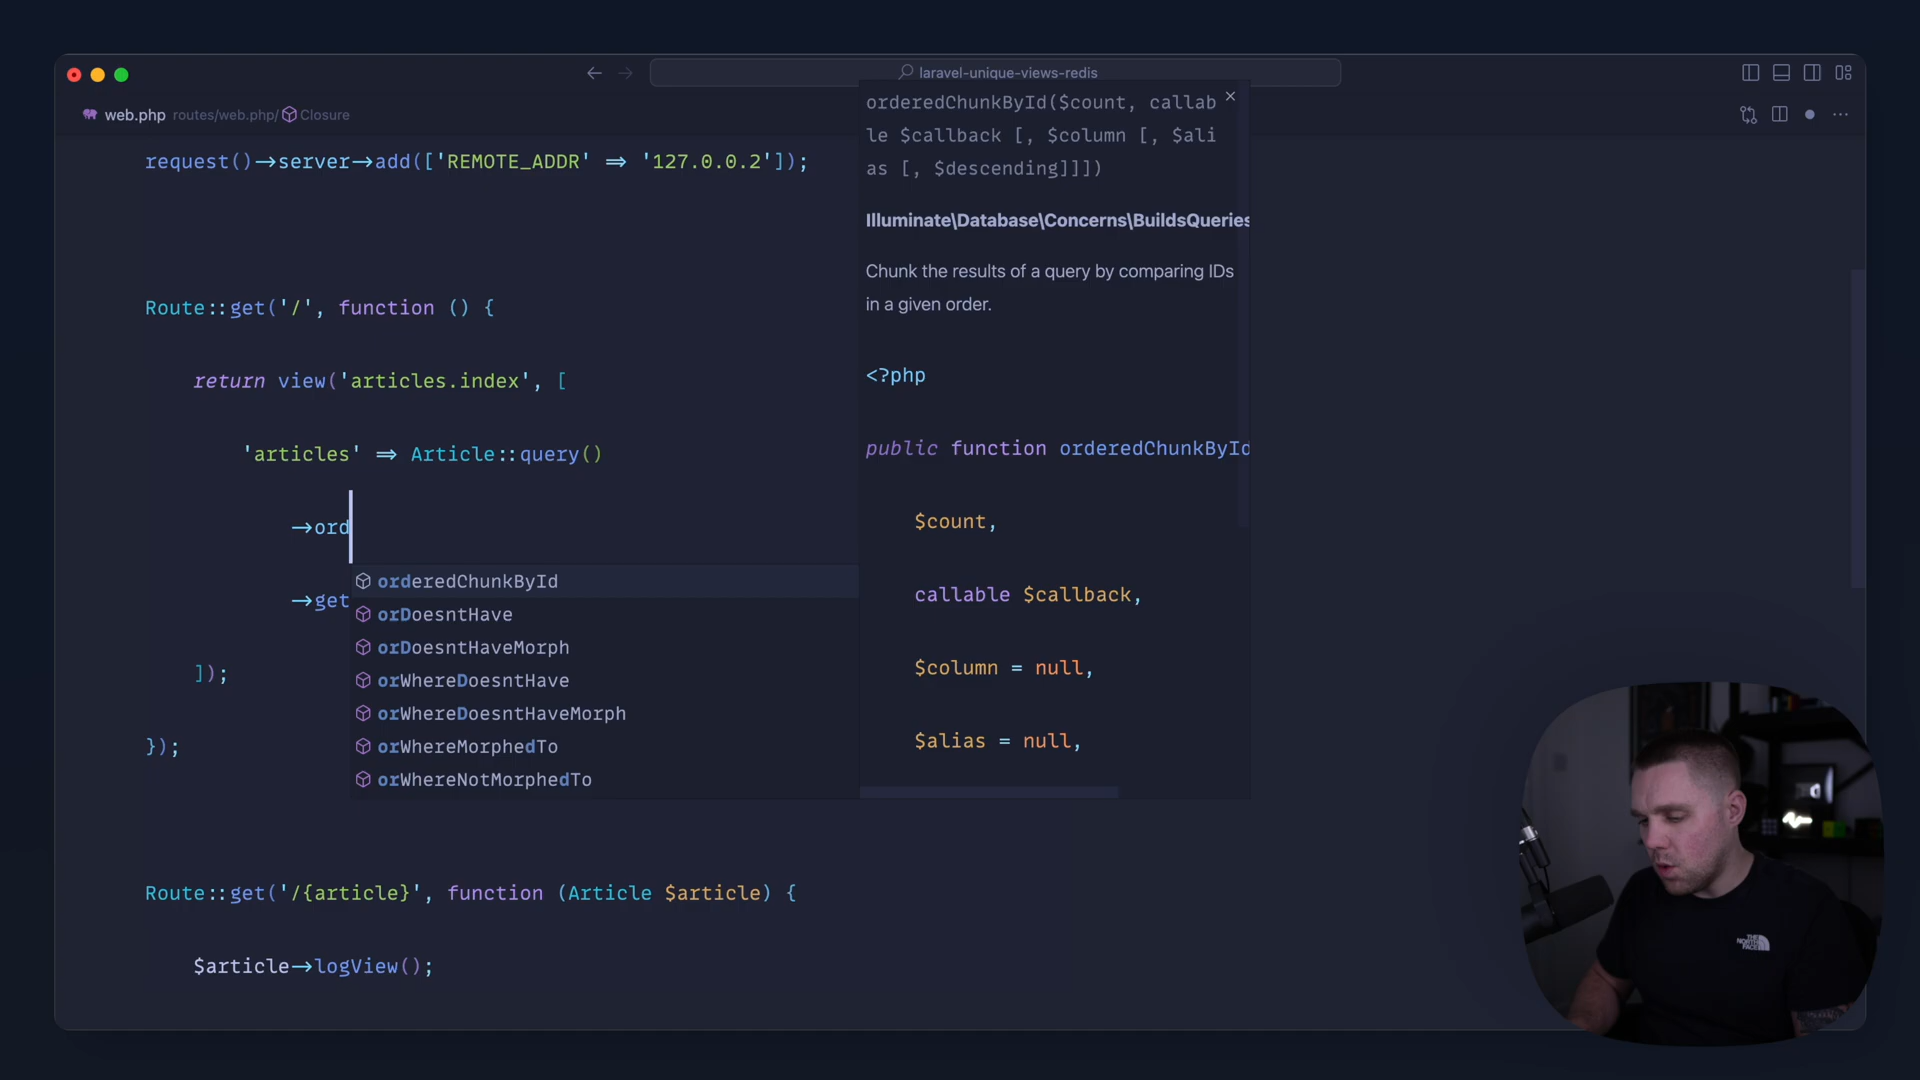 laravel-unique-views-redis
web.php routes/web.php/ Closure
request()->server->add(['REMOTE_ADDR' => '127.0.0.2']);
Route::get('/', function () {
return view('articles.index', [
'articles' => Article::query()
->ord
->get
]);
});
Route::get('/{article}', function (Article $article) {
$article->logView();
orderedChunkById
orDoesntHave
orDoesntHaveMorph
orWhereDoesntHave
orWhereDoesntHaveMorph
orWhereMorphedTo
orWhereNotMorphedTo
orderedChunkById($count, callab
le $callback [, $column [, $ali
as [, $descending]]])
Illuminate\Database\Concerns\BuildsQueries
Chunk the results of a query by comparing IDs
in a given order.
<?php
public function orderedChunkById
$count,
callable $callback,
$column = null,
$alias = null,
THE
NORTH
FACE